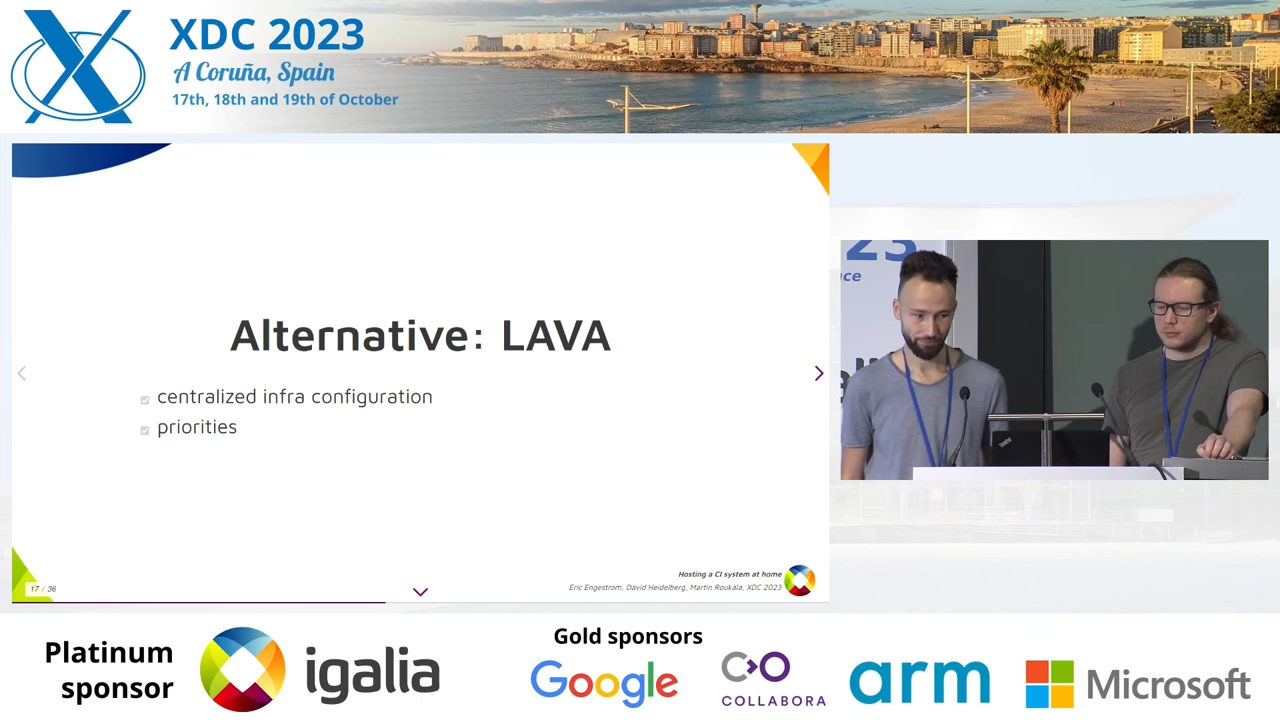 XDC 2023
A Coruña, Spain
17th, 18th and 19th of October
Alternative: LAVA
centralized infra configuration
priorities
17 / 36
Hosting a CI system at home
Eric Engestrom, David Heidelberg, Martin Roukala, XDC 2023
23
ce
Platinum
sponsor
igalia
Gold sponsors
Google
COLLABORA
arm
Microsoft